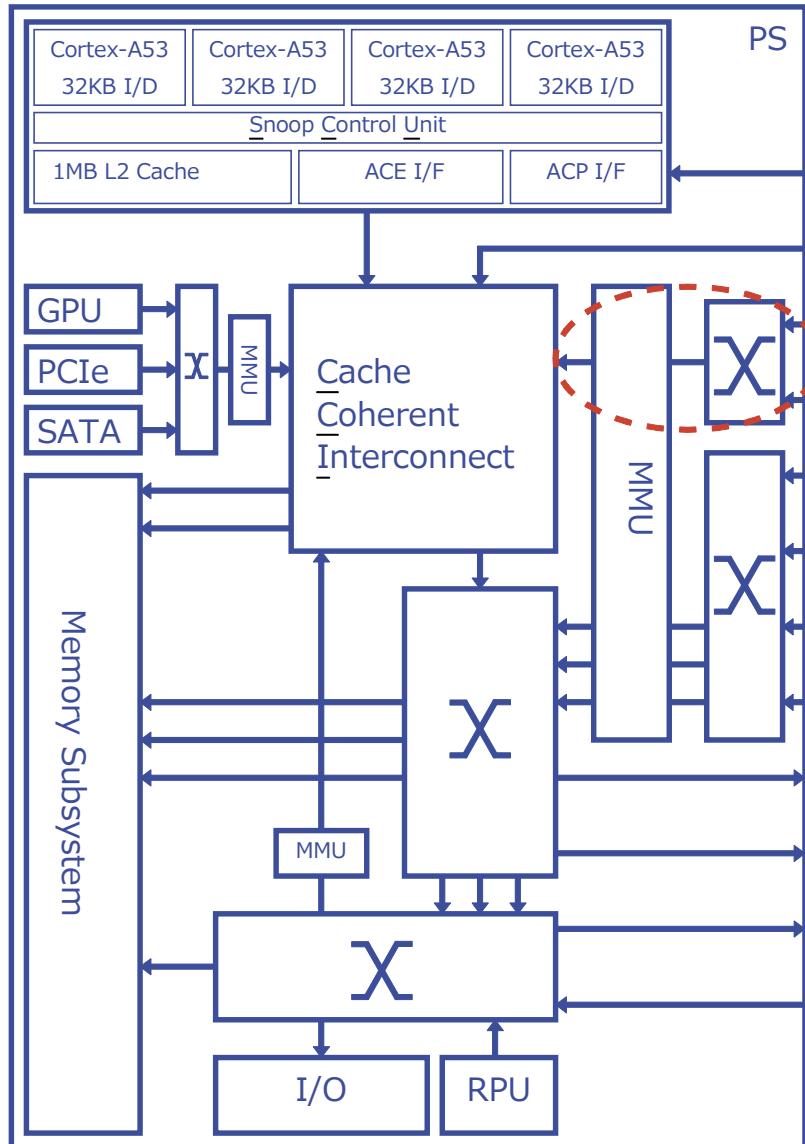 PS
Cortex-A53
32KB I/D
Cortex-A53
32KB I/D
Cortex-A53
32KB I/D
Cortex-A53
32KB I/D
Snoop Control Unit
1MB L2 Cache
ACE I/F
ACP I/F
GPU
PCIe
SATA
MMU
Cache
Coherent
Interconnect
MMU
Memory Subsystem
MMU
I/O
RPU